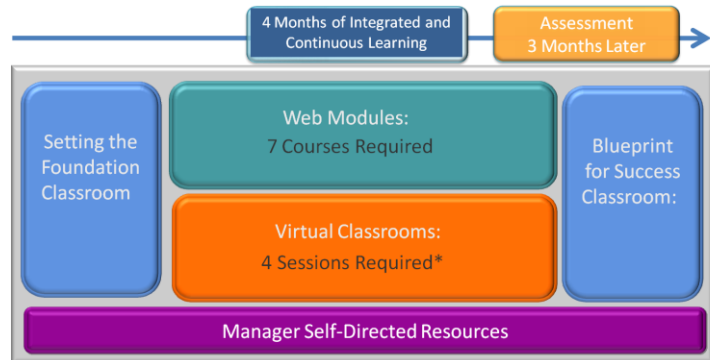 4 Months of Integrated and
Continuous Learning
Assessment
3 Months Later
Setting the
Foundation
Classroom
Web Modules:
7 Courses Required
Virtual Classrooms:
4 Sessions Required*
Blueprint
for Success
Classroom:
Manager Self-Directed Resources